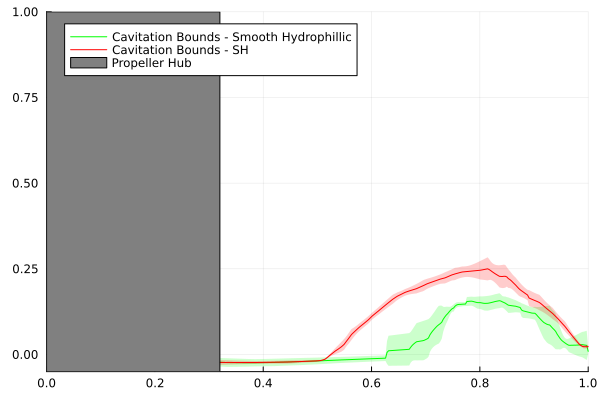 1.00
Cavitation Bounds - Smooth Hydrophillic
Cavitation Bounds - SH
Propeller Hub
0.75
0.50
0.25
0.00
0.0 0.2 0.4 0.6 0.8 1.0